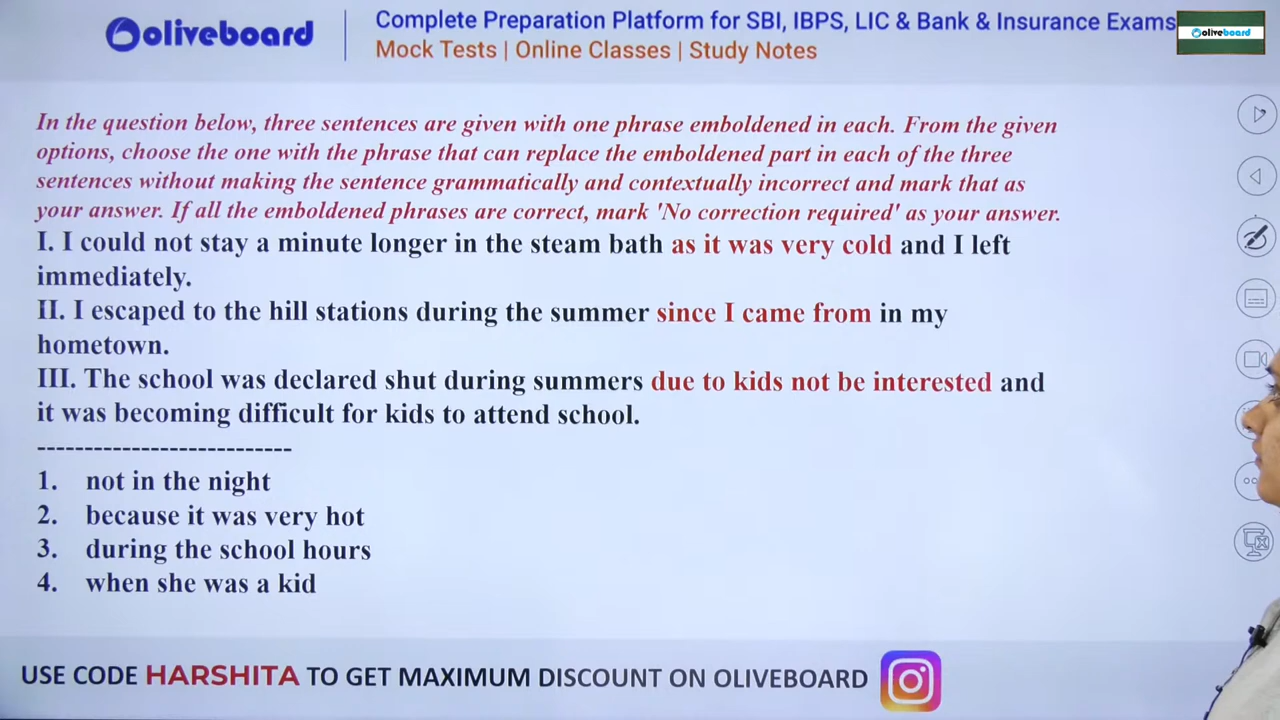 oliveboard
Complete Preparation Platform for SBI, IBPS, LIC & Bank & Insurance Exams
Mock Tests | Online Classes | Study Notes
oliveboard
In the question below, three sentences are given with one phrase emboldened in each. From the given
options, choose the one with the phrase that can replace the emboldened part in each of the three
sentences without making the sentence grammatically and contextually incorrect and mark that as
your answer. If all the emboldened phrases are correct, mark 'No correction required' as your answer.
I. I could not stay a minute longer in the steam bath as it was very cold and I left
immediately.
II. I escaped to the hill stations during the summer since I came from in my
hometown.
III. The school was declared shut during summers due to kids not be interested and
it was becoming difficult for kids to attend school.
--------------------------
1. not in the night
2. because it was very hot
3. during the school hours
4. when she was a kid
USE CODE HARSHITA TO GET MAXIMUM DISCOUNT ON OLIVEBOARD